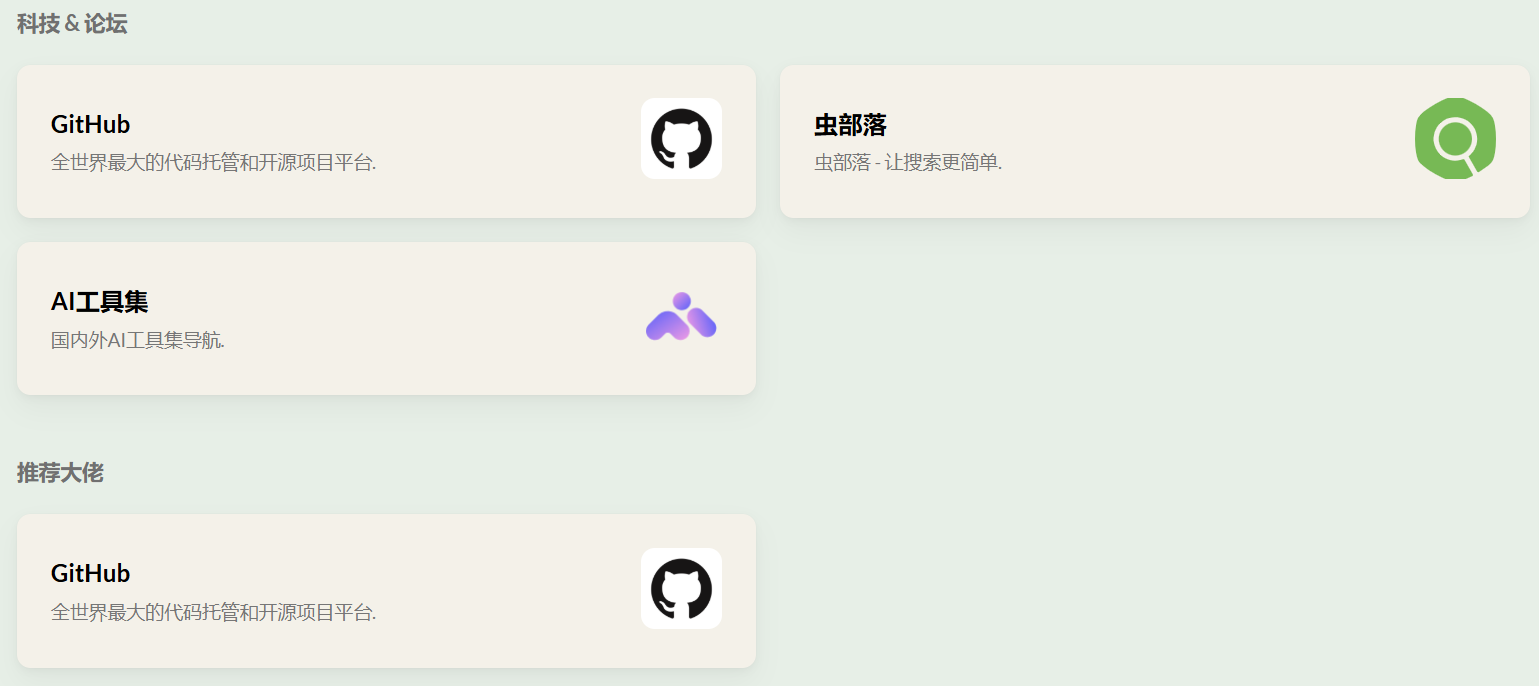 科技 & 论坛
GitHub
全世界最大的代码托管和开源项目平台.
虫部落
虫部落 - 让搜索更简单.
AI工具集
国内外AI工具集导航.
推荐大佬
GitHub
全世界最大的代码托管和开源项目平台.